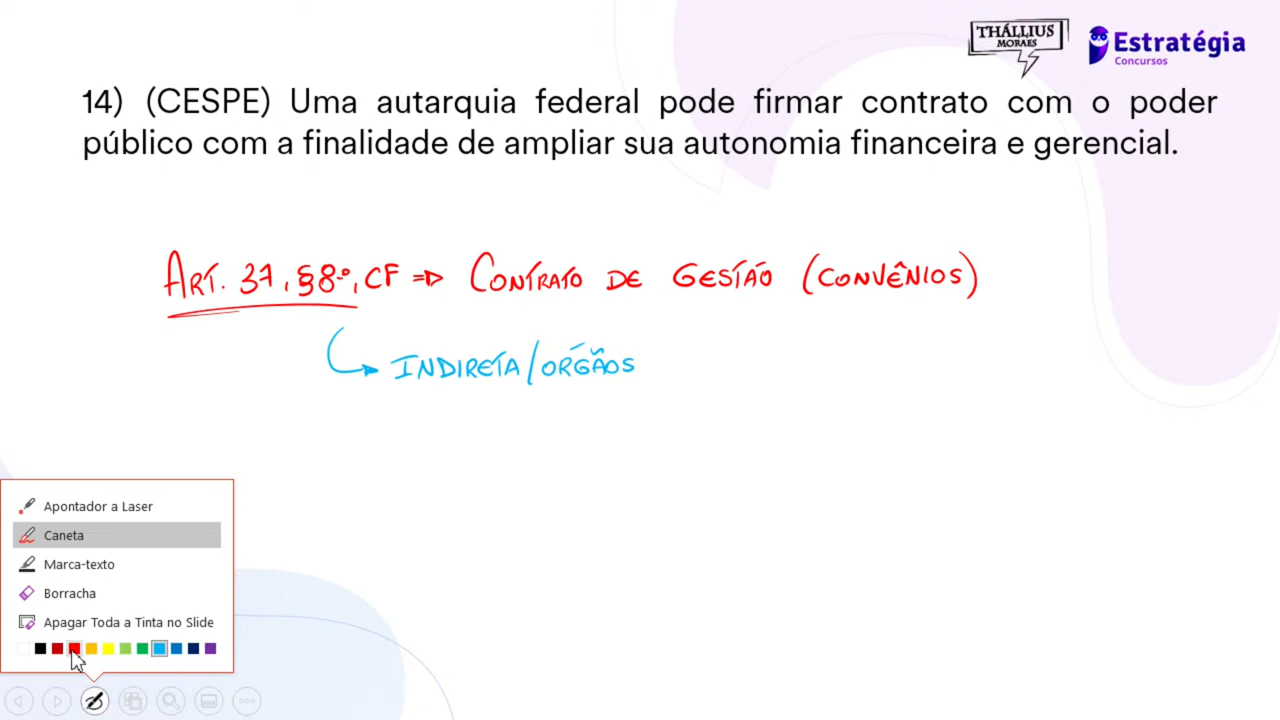 THÁLLIUS
MORAES
Estratégia
Concursos
14) (CESPE) Uma autarquia federal pode firmar contrato com o poder
público com a finalidade de ampliar sua autonomia financeira e gerencial.
ART. 37, §8º, CF => CONTRATO DE GESTÃO (CONVÊNIOS)
INDIRETA/ÓRGÃOS
Apontador a Laser
Caneta
Marca-texto
Borracha
Apagar Toda a Tinta no Slide